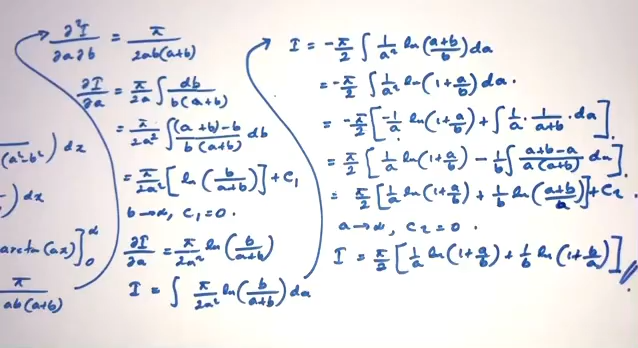 (a²-b²) ) dx
) dx
arctan(ax)]₀^∞
π/(ab(a+b))
∂²I/∂a∂b = π/(2ab(a+b))
∂I/∂a = π/2a ∫ db/(b(a+b))
= π/2a² ∫ ((a+b)-b)/(b(a+b)) db
= π/2a² [ ln (b/(a+b)) ] + C₁
b→∞, C₁=0.
∂I/∂a = π/2a² ln (b/(a+b))
I = ∫ π/2a² ln (b/(a+b)) da
I = -π/2 ∫ 1/a² ln ((a+b)/b) da
= -π/2 ∫ 1/a² ln (1+a/b) da.
= -π/2 [ -1/a ln (1+a/b) + ∫ 1/a · 1/(a+b) · da ].
= π/2 [ 1/a ln (1+a/b) - 1/b ∫ (a+b-a)/(a(a+b)) da ].
= π/2 [ 1/a ln (1+a/b) + 1/b ln ((a+b)/a) ] + C₂.
a→∞, C₂=0.
I = π/2 [ 1/a ln (1+a/b) + 1/b ln (1+b/a) ]